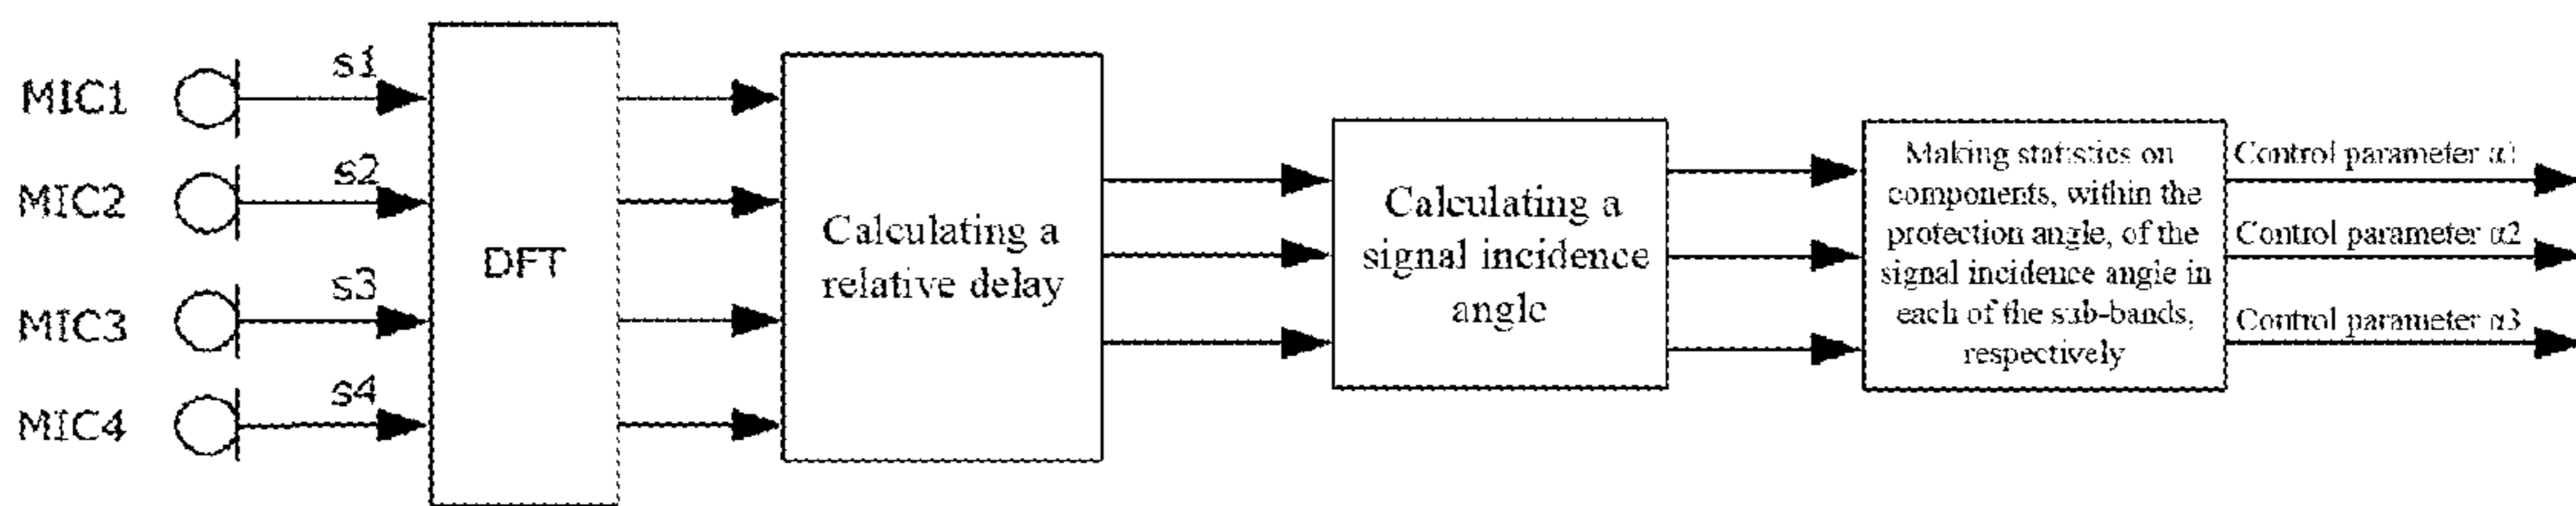 MIC1
s1
MIC2
s2
MIC3
s3
MIC4
s4
DFT
Calculating a
relative delay
Calculating a
signal incidence
angle
Making statistics on
components, within the
protection angle, of the
signal incidence angle in
each of the sub-bands,
respectively
Control parameter α1
Control parameter α2
Control parameter α3